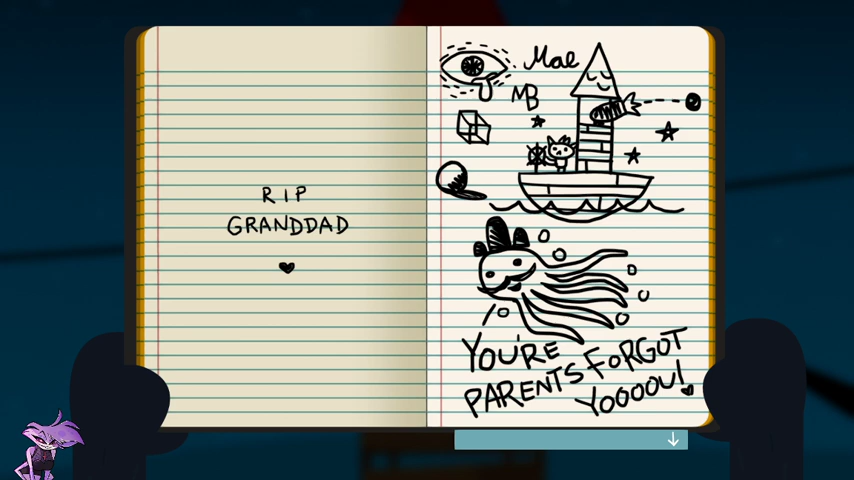 RIP
GRANDDAD
Mae
MB
YOU'RE
PARENTS FORGOT
YOOOOU!